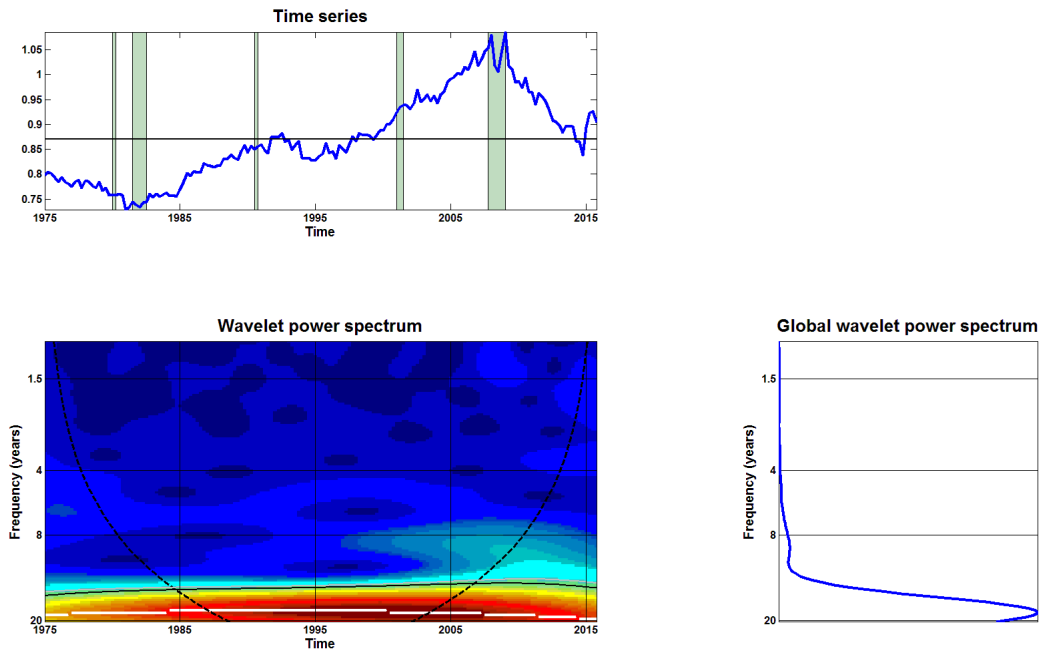 Time series
1.05
1
0.95
0.9
0.85
0.8
0.75
1975 1985 1995 2005 2015
Time
Wavelet power spectrum
Frequency (years)
1.5
4
8
20
1975 1985 1995 2005 2015
Time
Global wavelet power spectrum
Frequency (years)
1.5
4
8
20